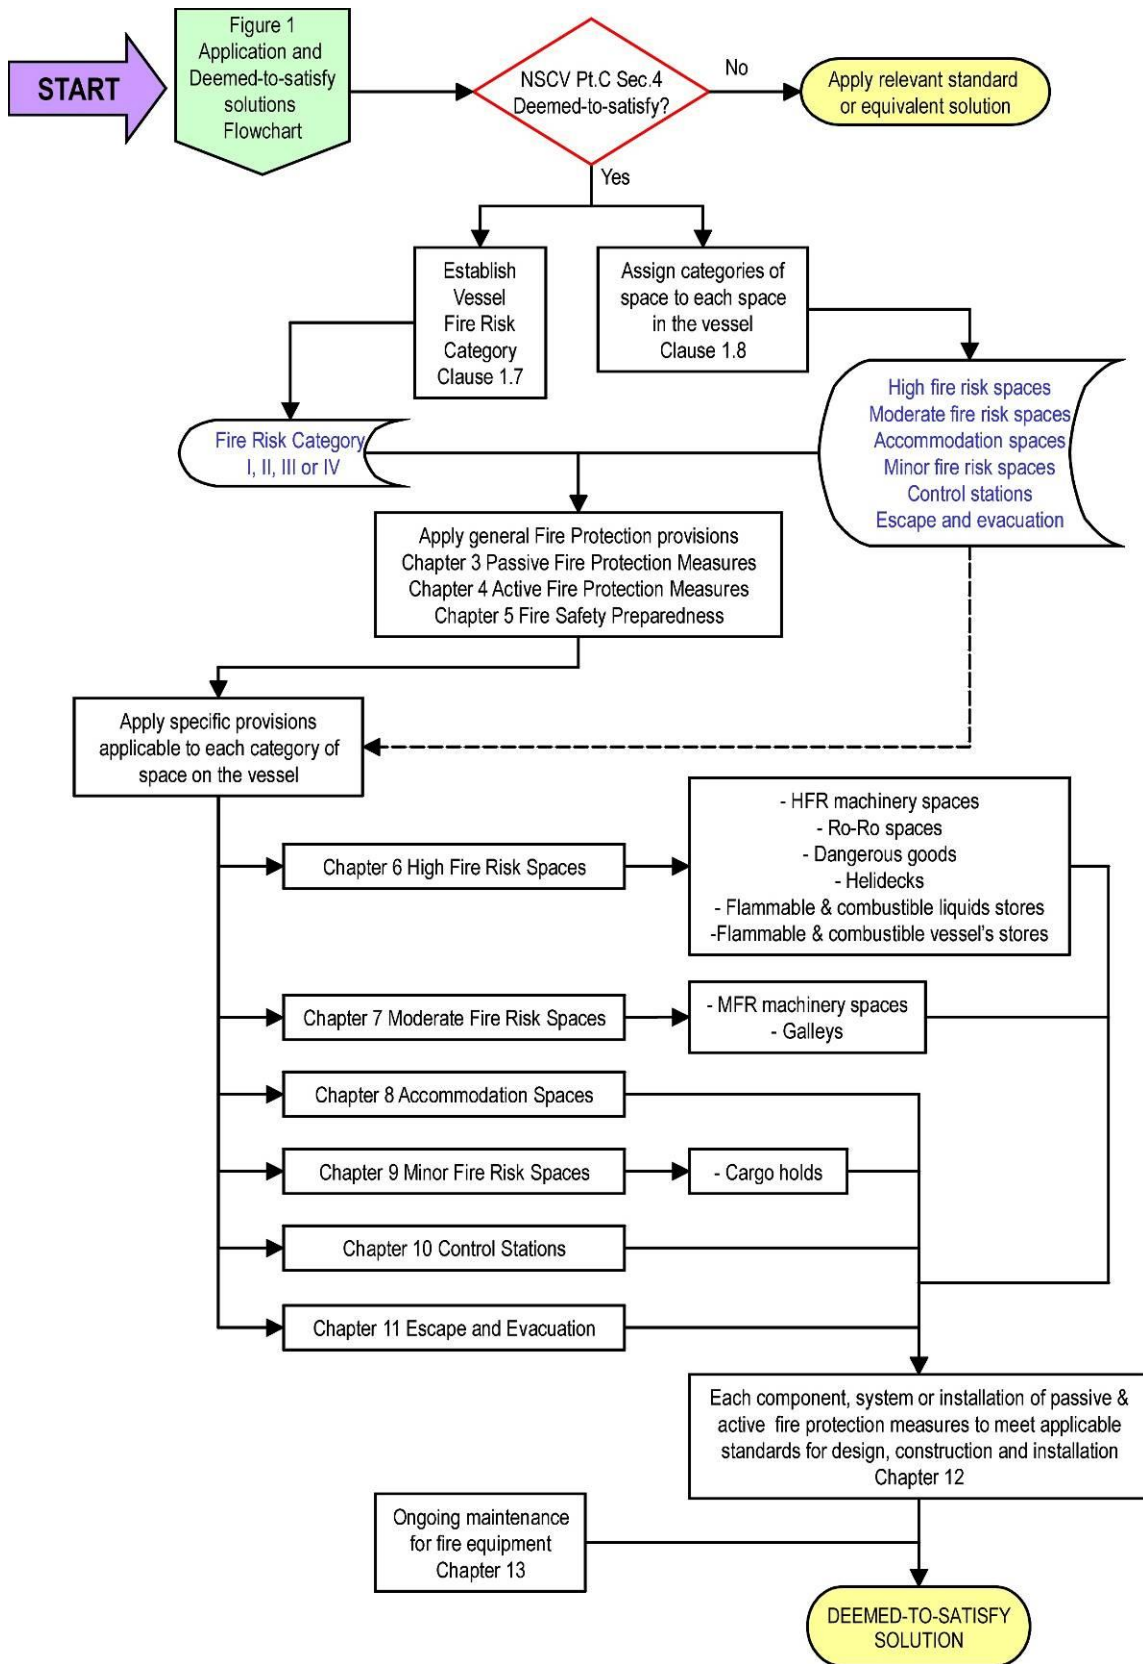 START
Figure 1
Application and
Deemed-to-satisfy
solutions
Flowchart
NSCV Pt.C Sec.4
Deemed-to-satisfy?
No
Apply relevant standard
or equivalent solution
Yes
Establish
Vessel
Fire Risk
Category
Clause 1.7
Assign categories of
space to each space
in the vessel
Clause 1.8
Fire Risk Category
I, II, III or IV
High fire risk spaces
Moderate fire risk spaces
Accommodation spaces
Minor fire risk spaces
Control stations
Escape and evacuation
Apply general Fire Protection provisions
Chapter 3 Passive Fire Protection Measures
Chapter 4 Active Fire Protection Measures
Chapter 5 Fire Safety Preparedness
Apply specific provisions
applicable to each category of
space on the vessel
Chapter 6 High Fire Risk Spaces
- HFR machinery spaces
- Ro-Ro spaces
- Dangerous goods
- Helidecks
- Flammable & combustible liquids stores
-Flammable & combustible vessel's stores
Chapter 7 Moderate Fire Risk Spaces
- MFR machinery spaces
- Galleys
Chapter 8 Accommodation Spaces
Chapter 9 Minor Fire Risk Spaces
- Cargo holds
Chapter 10 Control Stations
Chapter 11 Escape and Evacuation
Each component, system or installation of passive &
active fire protection measures to meet applicable
standards for design, construction and installation
Chapter 12
Ongoing maintenance
for fire equipment
Chapter 13
DEEMED-TO-SATISFY
SOLUTION